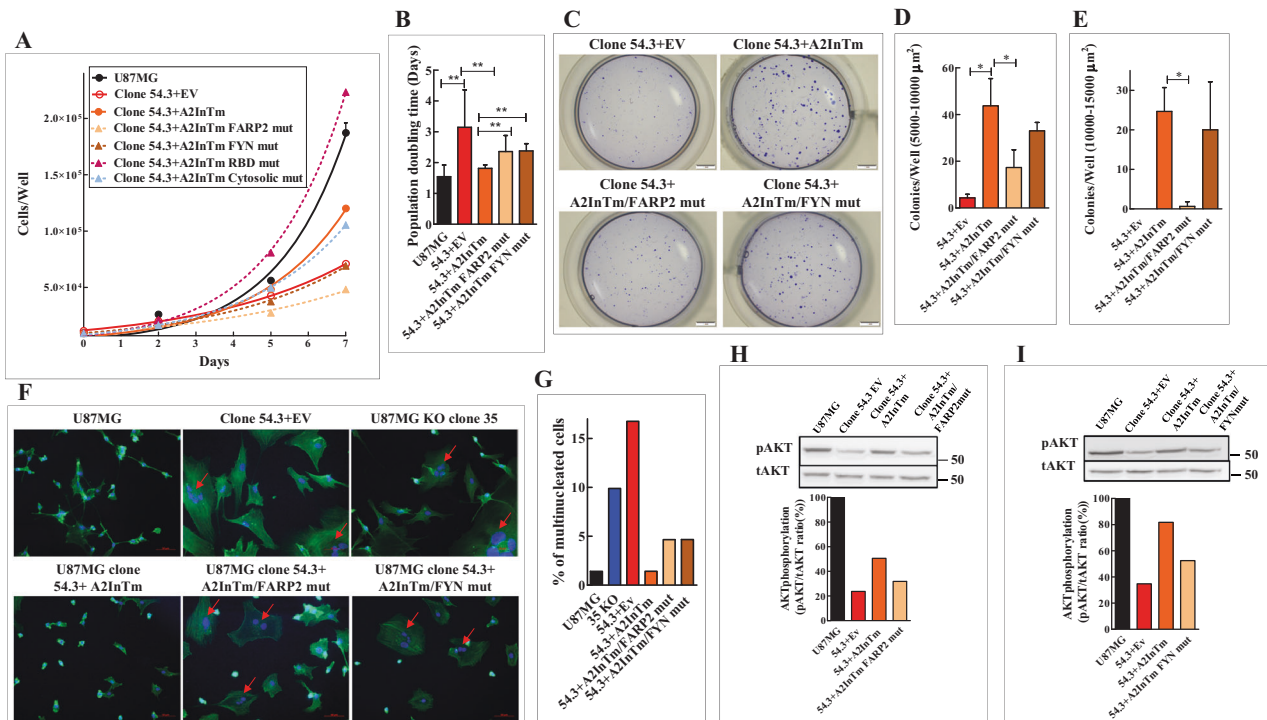 A
U87MG
Clone 54.3+EV
Clone 54.3+A2InTm
Clone 54.3+A2InTm FARP2 mut
Clone 54.3+A2InTm FYN mut
Clone 54.3+A2InTm RBD mut
Clone 54.3+A2InTm Cytosolic mut
Cells/Well
2.0×10⁵
1.5×10⁵
1.0×10⁵
5.0×10⁴
0 1 2 3 4 5 6 7
Days
B
Population doubling time (Days)
5
4
3
2
1
0
** ** ** **
U87MG
54.3+EV
54.3+A2InTm
54.3+A2InTm FARP2 mut
54.3+A2InTm FYN mut
C
Clone 54.3+EV Clone 54.3+A2InTm
Clone 54.3+ Clone 54.3+
A2InTm/FARP2 mut A2InTm/FYN mut
D
Colonies/Well (5000-10000 µm²)
60
40
20
0
* *
54.3+Ev
54.3+A2InTm
54.3+A2InTm/FARP2 mut
54.3+A2InTm/FYN mut
E
Colonies/Well (10000-15000 µm²)
30
20
10
0
*
54.3+Ev
54.3+A2InTm
54.3+A2InTm/FARP2 mut
54.3+A2InTm/FYN mut
F
U87MG Clone 54.3+EV U87MG KO clone 35
U87MG clone U87MG clone 54.3+ U87MG clone 54.3+
54.3+ A2InTm A2InTm/FARP2 mut A2InTm/FYN mut
G
% of multinucleated cells
15
10
5
0
U87MG
35 KO
54.3+Ev
54.3+A2InTm
54.3+A2InTm/FARP2 mut
54.3+A2InTm/FYN mut
H
U87MG
Clone 54.3 EV
Clone 54.3+
A2InTm
Clone 54.3+
A2InTm/
FARP2mut
pAKT
50
tAKT
50
AKTphosphorylation
(pAKT/tAKT ratio(%))
100
80
60
40
20
0
U87MG
54.3+Ev
54.3+A2InTm
54.3+A2InTm FARP2 mut
I
U87MG
Clone 54.3+EV
Clone 54.3+
A2InTm
Clone 54.3+
A2InTm/
FYNmut
pAKT
50
tAKT
50
AKTphosphorylation
(pAKT/tAKT ratio(%))
100
80
60
40
20
0
U87MG
54.3+Ev
54.3+A2InTm
54.3+A2InTm FYN mut